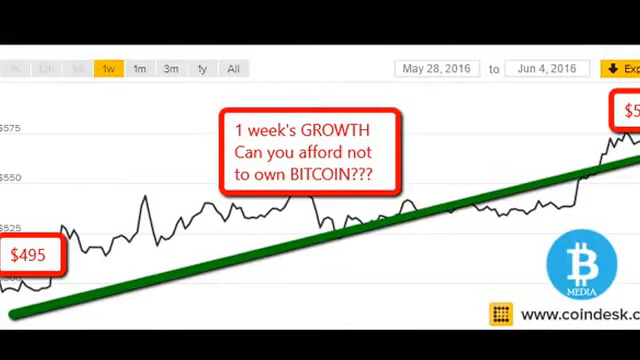 1w 1m 3m 1y All May 28, 2016 to Jun 4, 2016
$575
1 week's GROWTH
Can you afford not
to own BITCOIN???
$550
$525
$495
MEDIA
www.coindesk.c